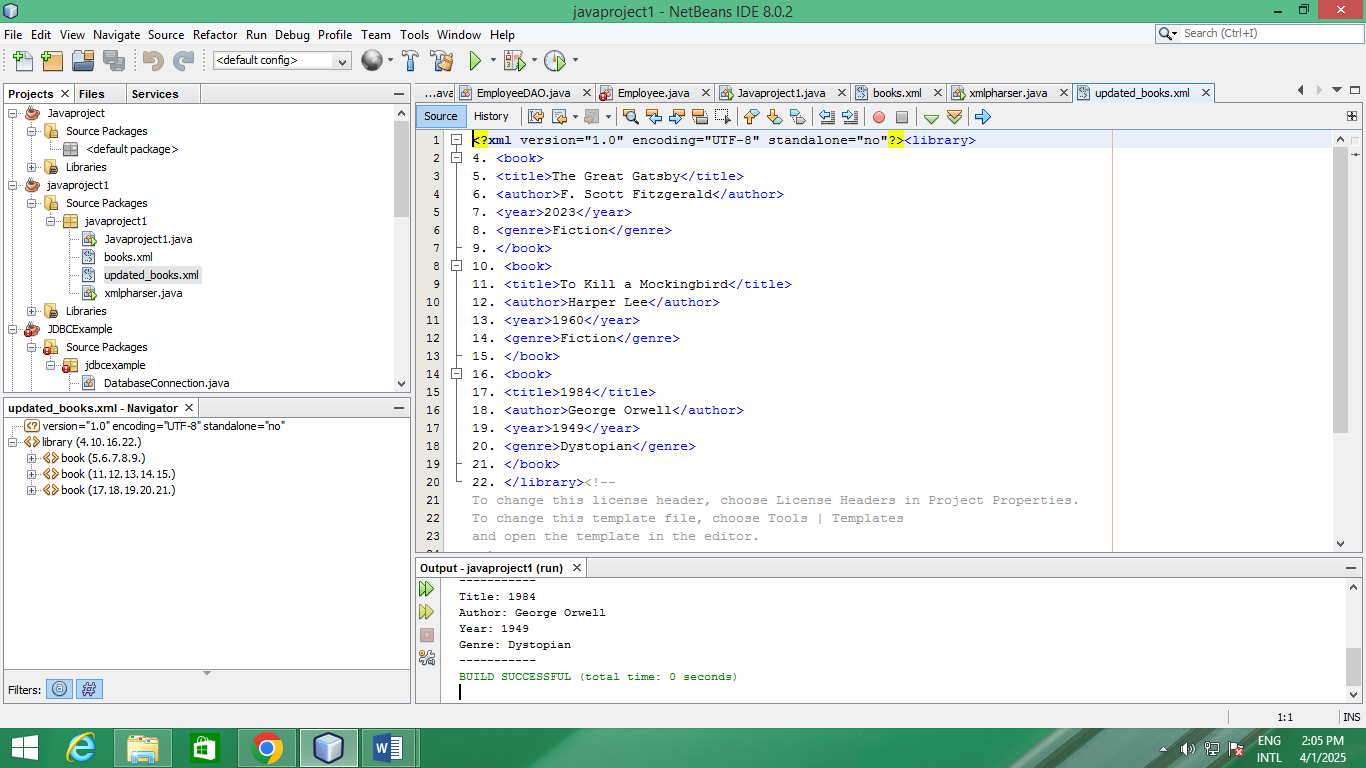 javaproject1 - NetBeans IDE 8.0.2
File Edit View Navigate Source Refactor Run Debug Profile Team Tools Window Help
Search (Ctrl+I)
<default config>
Projects Files Services
Javaproject
Source Packages
<default package>
Libraries
javaproject1
Source Packages
javaproject1
Javaproject1.java
books.xml
updated_books.xml
xmlpharser.java
Libraries
JDBCExample
Source Packages
jdbcexample
DatabaseConnection.java
updated_books.xml - Navigator
version="1.0" encoding="UTF-8" standalone="no"
library (4.10.16.22.)
book (5.6.7.8.9.)
book (11.12.13.14.15.)
book (17.18.19.20.21.)
Filters:
...ava EmployeeDAO.java Employee.java Javaproject1.java books.xml xmlpharser.java updated_books.xml
Source History
1 <?xml version="1.0" encoding="UTF-8" standalone="no"?><library>
2 4. <book>
3 5. <title>The Great Gatsby</title>
4 6. <author>F. Scott Fitzgerald</author>
5 7. <year>2023</year>
6 8. <genre>Fiction</genre>
7 9. </book>
8 10. <book>
9 11. <title>To Kill a Mockingbird</title>
10 12. <author>Harper Lee</author>
11 13. <year>1960</year>
12 14. <genre>Fiction</genre>
13 15. </book>
14 16. <book>
15 17. <title>1984</title>
16 18. <author>George Orwell</author>
17 19. <year>1949</year>
18 20. <genre>Dystopian</genre>
19 21. </book>
20 22. </library><!--
21 To change this license header, choose License Headers in Project Properties.
22 To change this template file, choose Tools | Templates
23 and open the template in the editor.
Output - javaproject1 (run)
-----------
Title: 1984
Author: George Orwell
Year: 1949
Genre: Dystopian
-----------
BUILD SUCCESSFUL (total time: 0 seconds)
1:1 INS
ENG 2:05 PM
INTL 4/1/2025